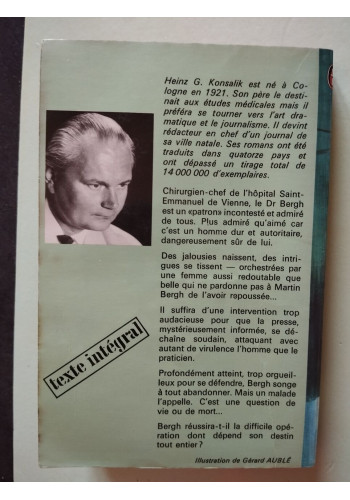 Heinz G. Konsalik est né à Co-
logne en 1921. Son père le desti-
nait aux études médicales mais il
préféra se tourner vers l'art dra-
matique et le journalisme. Il devint
rédacteur en chef d'un journal de
sa ville natale. Ses romans ont été
traduits dans quatorze pays et
ont dépassé un tirage total de
14 000 000 d'exemplaires.
Chirurgien-chef de l'hôpital Saint-
Emmanuel de Vienne, le Dr Bergh
est un «patron» incontesté et admiré
de tous. Plus admiré qu'aimé car
c'est un homme dur et autoritaire,
dangereusement sûr de lui.
Des jalousies naissent, des intri-
gues se tissent — orchestrées par
une femme aussi redoutable que
belle qui ne pardonne pas à Martin
Bergh de l'avoir repoussée...
Il suffira d'une intervention trop
audacieuse pour que la presse,
mystérieusement informée, se dé-
chaîne soudain, attaquant avec
autant de virulence l'homme que le
praticien.
Profondément atteint, trop orgueil-
leux pour se défendre, Bergh songe
à tout abandonner. Mais un malade
l'appelle. C'est une question de
vie ou de mort...
Bergh réussira-t-il la difficile opé-
ration dont dépend son destin
tout entier ?
texte intégral
Illustration de Gérard AUBLÉ